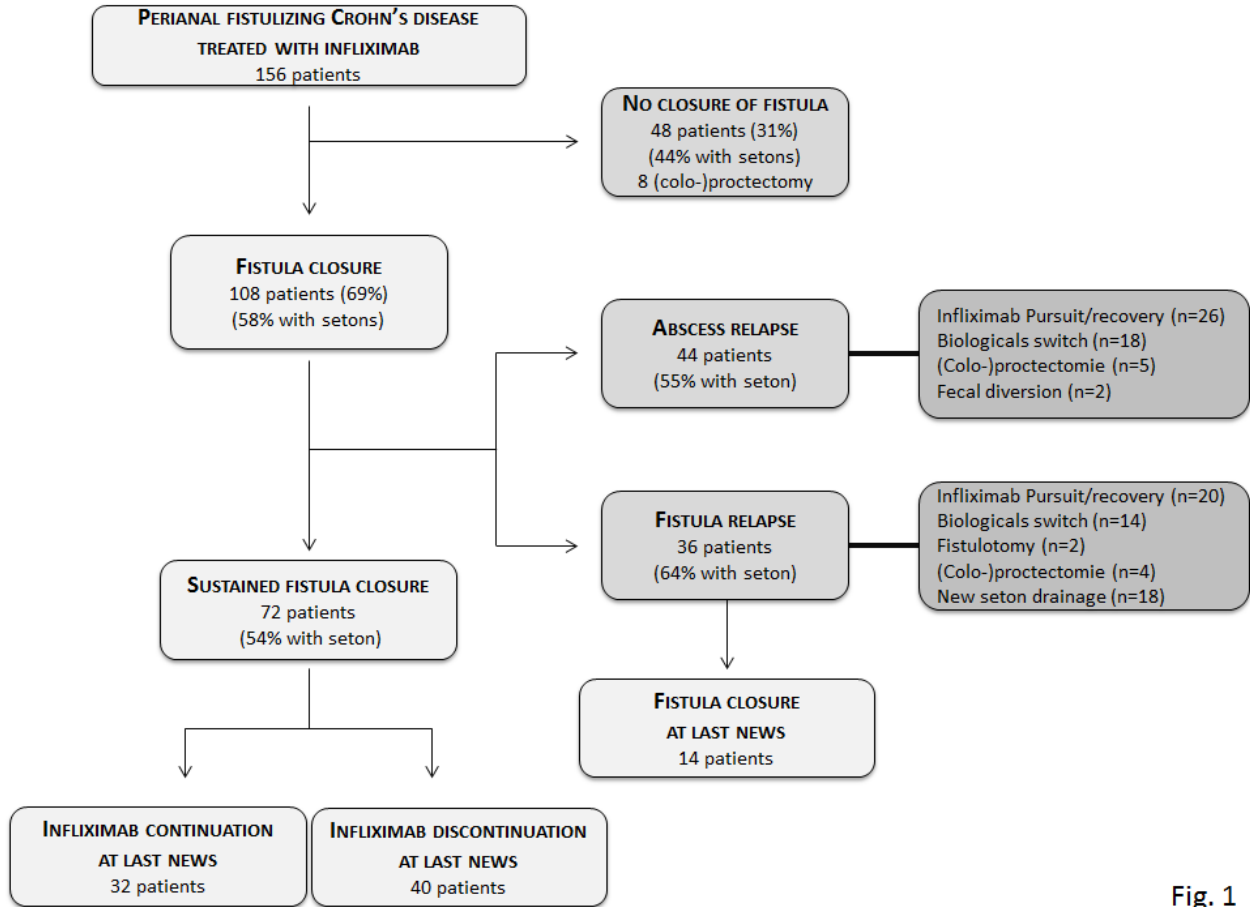 PERIANAL FISTULIZING CROHN'S DISEASE
TREATED WITH INFLIXIMAB
156 patients
NO CLOSURE OF FISTULA
48 patients (31%)
(44% with setons)
8 (colo-)proctectomy
FISTULA CLOSURE
108 patients (69%)
(58% with setons)
ABSCESS RELAPSE
44 patients
(55% with seton)
Infliximab Pursuit/recovery (n=26)
Biologicals switch (n=18)
(Colo-)proctectomie (n=5)
Fecal diversion (n=2)
FISTULA RELAPSE
36 patients
(64% with seton)
Infliximab Pursuit/recovery (n=20)
Biologicals switch (n=14)
Fistulotomy (n=2)
(Colo-)proctectomie (n=4)
New seton drainage (n=18)
SUSTAINED FISTULA CLOSURE
72 patients
(54% with seton)
FISTULA CLOSURE
AT LAST NEWS
14 patients
INFLIXIMAB CONTINUATION
AT LAST NEWS
32 patients
INFLIXIMAB DISCONTINUATION
AT LAST NEWS
40 patients
Fig. 1